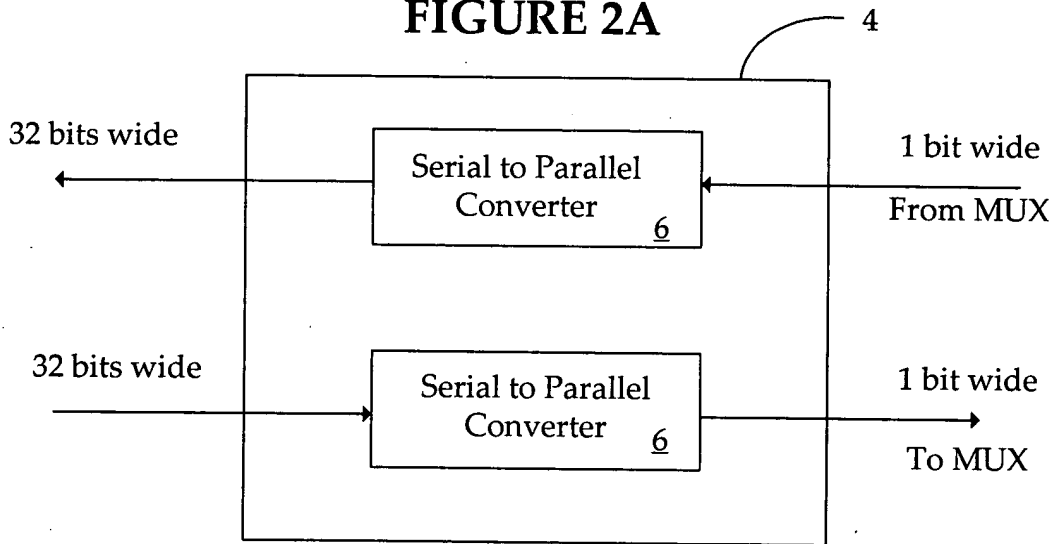 FIGURE 2A
4
32 bits wide
Serial to Parallel
Converter
6
1 bit wide
From MUX
32 bits wide
Serial to Parallel
Converter
6
1 bit wide
To MUX